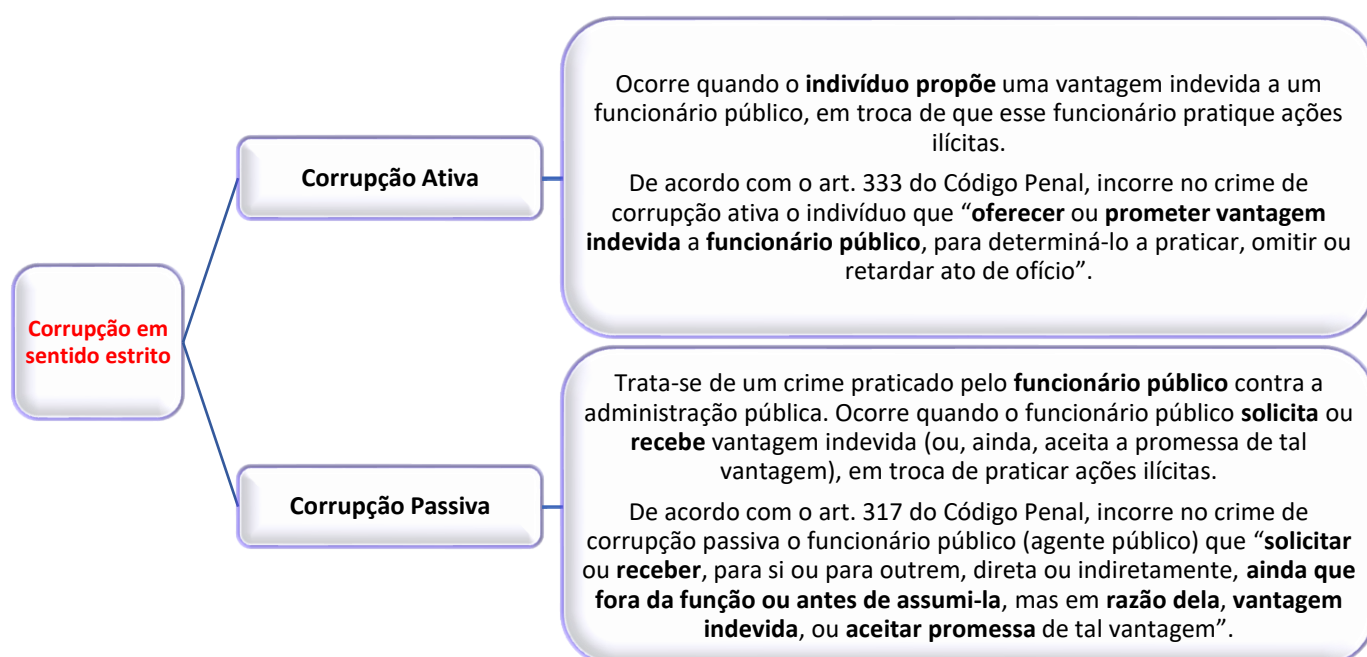 Corrupção em
sentido estrito
Corrupção Ativa
Ocorre quando o indivíduo propõe uma vantagem indevida a um
funcionário público, em troca de que esse funcionário pratique ações
ilícitas.
De acordo com o art. 333 do Código Penal, incorre no crime de
corrupção ativa o indivíduo que “oferecer ou prometer vantagem
indevida a funcionário público, para determiná-lo a praticar, omitir ou
retardar ato de ofício”.
Corrupção Passiva
Trata-se de um crime praticado pelo funcionário público contra a
administração pública. Ocorre quando o funcionário público solicita ou
recebe vantagem indevida (ou, ainda, aceita a promessa de tal
vantagem), em troca de praticar ações ilícitas.
De acordo com o art. 317 do Código Penal, incorre no crime de
corrupção passiva o funcionário público (agente público) que “solicitar
ou receber, para si ou para outrem, direta ou indiretamente, ainda que
fora da função ou antes de assumi-la, mas em razão dela, vantagem
indevida, ou aceitar promessa de tal vantagem”.